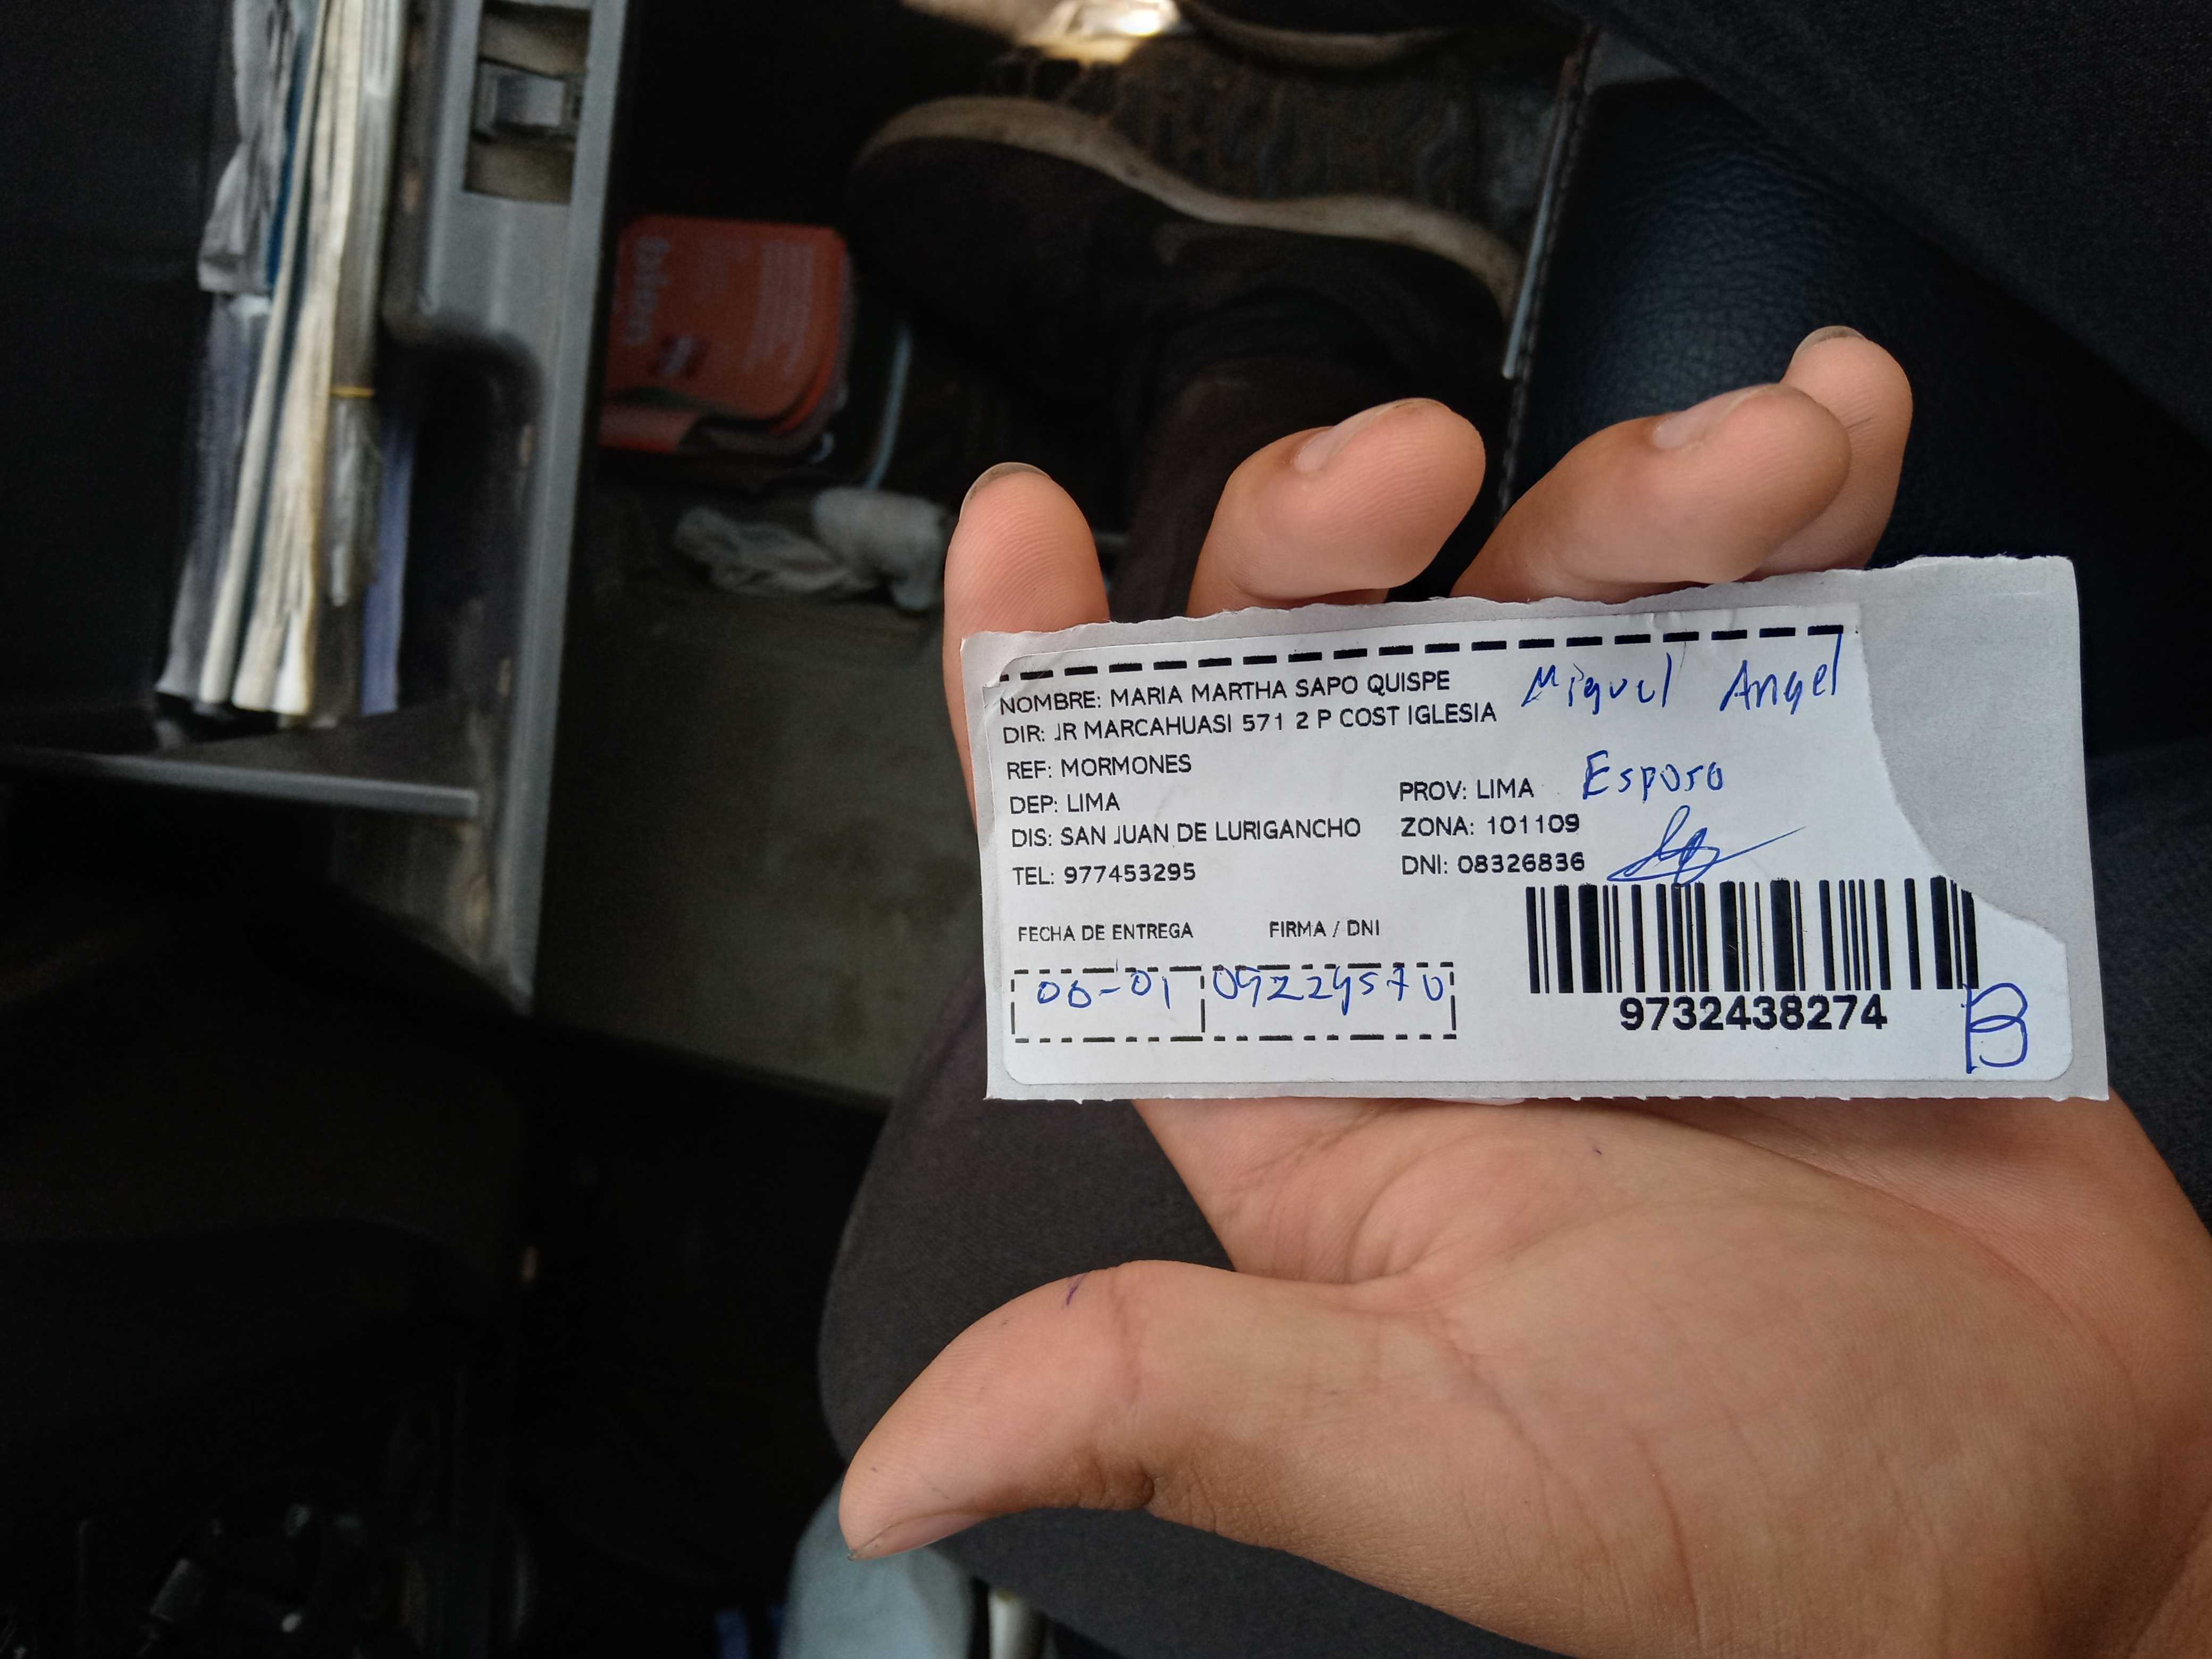 NOMBRE: MARIA MARTHA SAPO QUISPE Miguel Angel
DIR: JR MARCAHUASI 571 2 P COST IGLESIA
REF: MORMONES
DEP: LIMA PROV: LIMA Esposo
DIS: SAN JUAN DE LURIGANCHO ZONA: 101109
TEL: 977453295 DNI: 08326836
FECHA DE ENTREGA FIRMA / DNI
06-01 09229570
9732438274 B